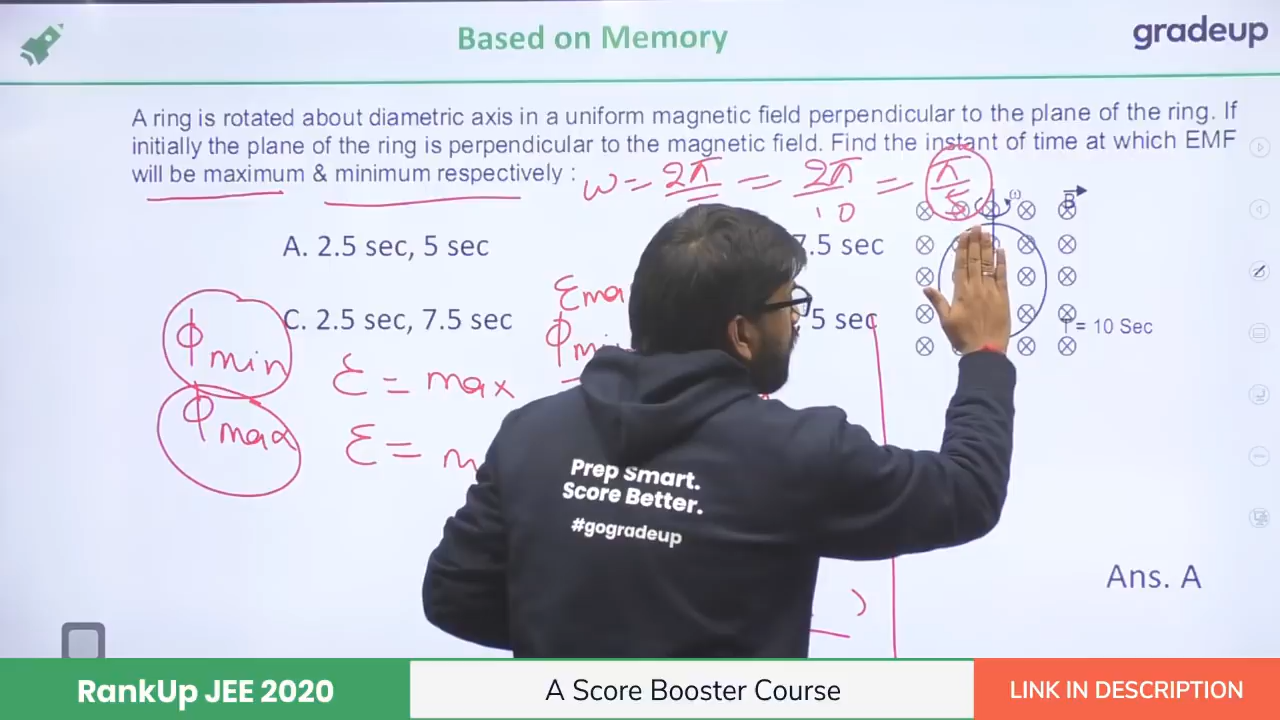 Based on Memory
gradeup
A ring is rotated about diametric axis in a uniform magnetic field perpendicular to the plane of the ring. If
initially the plane of the ring is perpendicular to the magnetic field. Find the instant of time at which EMF
will be maximum & minimum respectively :
ω = 2π = 2π/10 = π/5
ω
B
A. 2.5 sec, 5 sec
7.5 sec
C. 2.5 sec, 7.5 sec
5 sec
T = 10 Sec
ϕmin ε = max
ϕmax ε =
Prep Smart.
Score Better.
#gogradeup
Ans. A
RankUp JEE 2020
A Score Booster Course
LINK IN DESCRIPTION